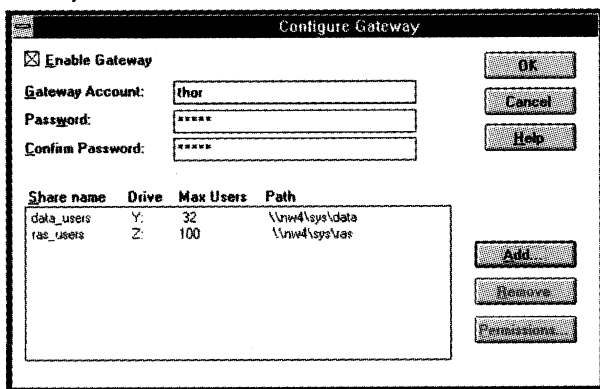 Configure Gateway
Enable Gateway
OK
Gateway Account: thor
Cancel
Password: *****
Help
Confirm Password: *****
Share name Drive Max Users Path
data_users Y: 32 \\nw4\sys\data
ras_users Z: 100 \\nw4\sys\ras
Add...
Remove
Permissions...